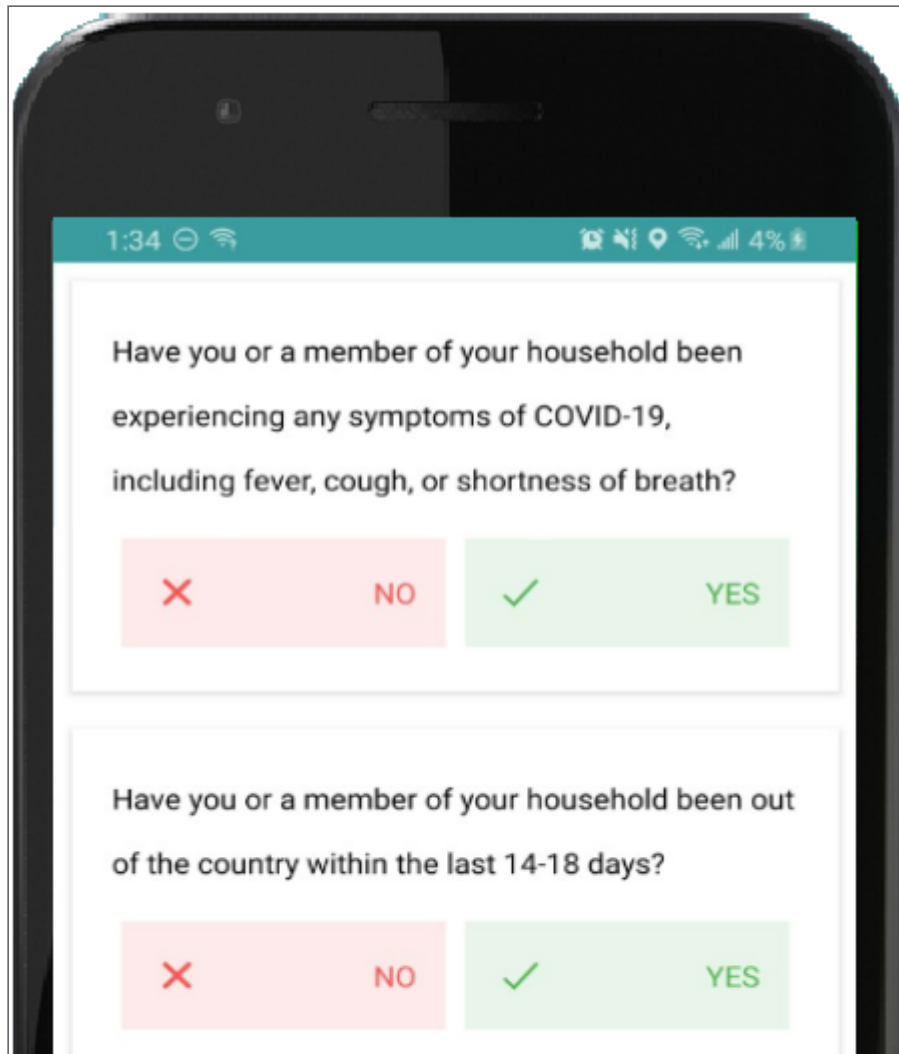 1:34 4%
Have you or a member of your household been
experiencing any symptoms of COVID-19,
including fever, cough, or shortness of breath?
NO YES
Have you or a member of your household been out
of the country within the last 14-18 days?
NO YES